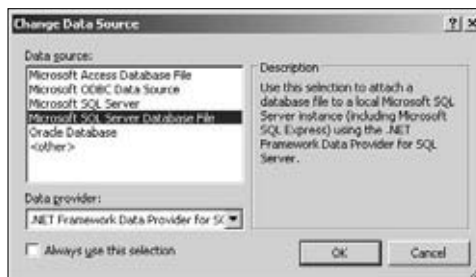 Change Data Source
Data source:
Microsoft Access Database File
Microsoft ODBC Data Source
Microsoft SQL Server
Microsoft SQL Server Database File
Oracle Database
<other>
Description
Use this selection to attach a
database file to a local Microsoft SQL
Server instance (including Microsoft
SQL Express) using the .NET
Framework Data Provider for SQL
Server.
Data provider:
.NET Framework Data Provider for SQ
Always use this selection
OK
Cancel